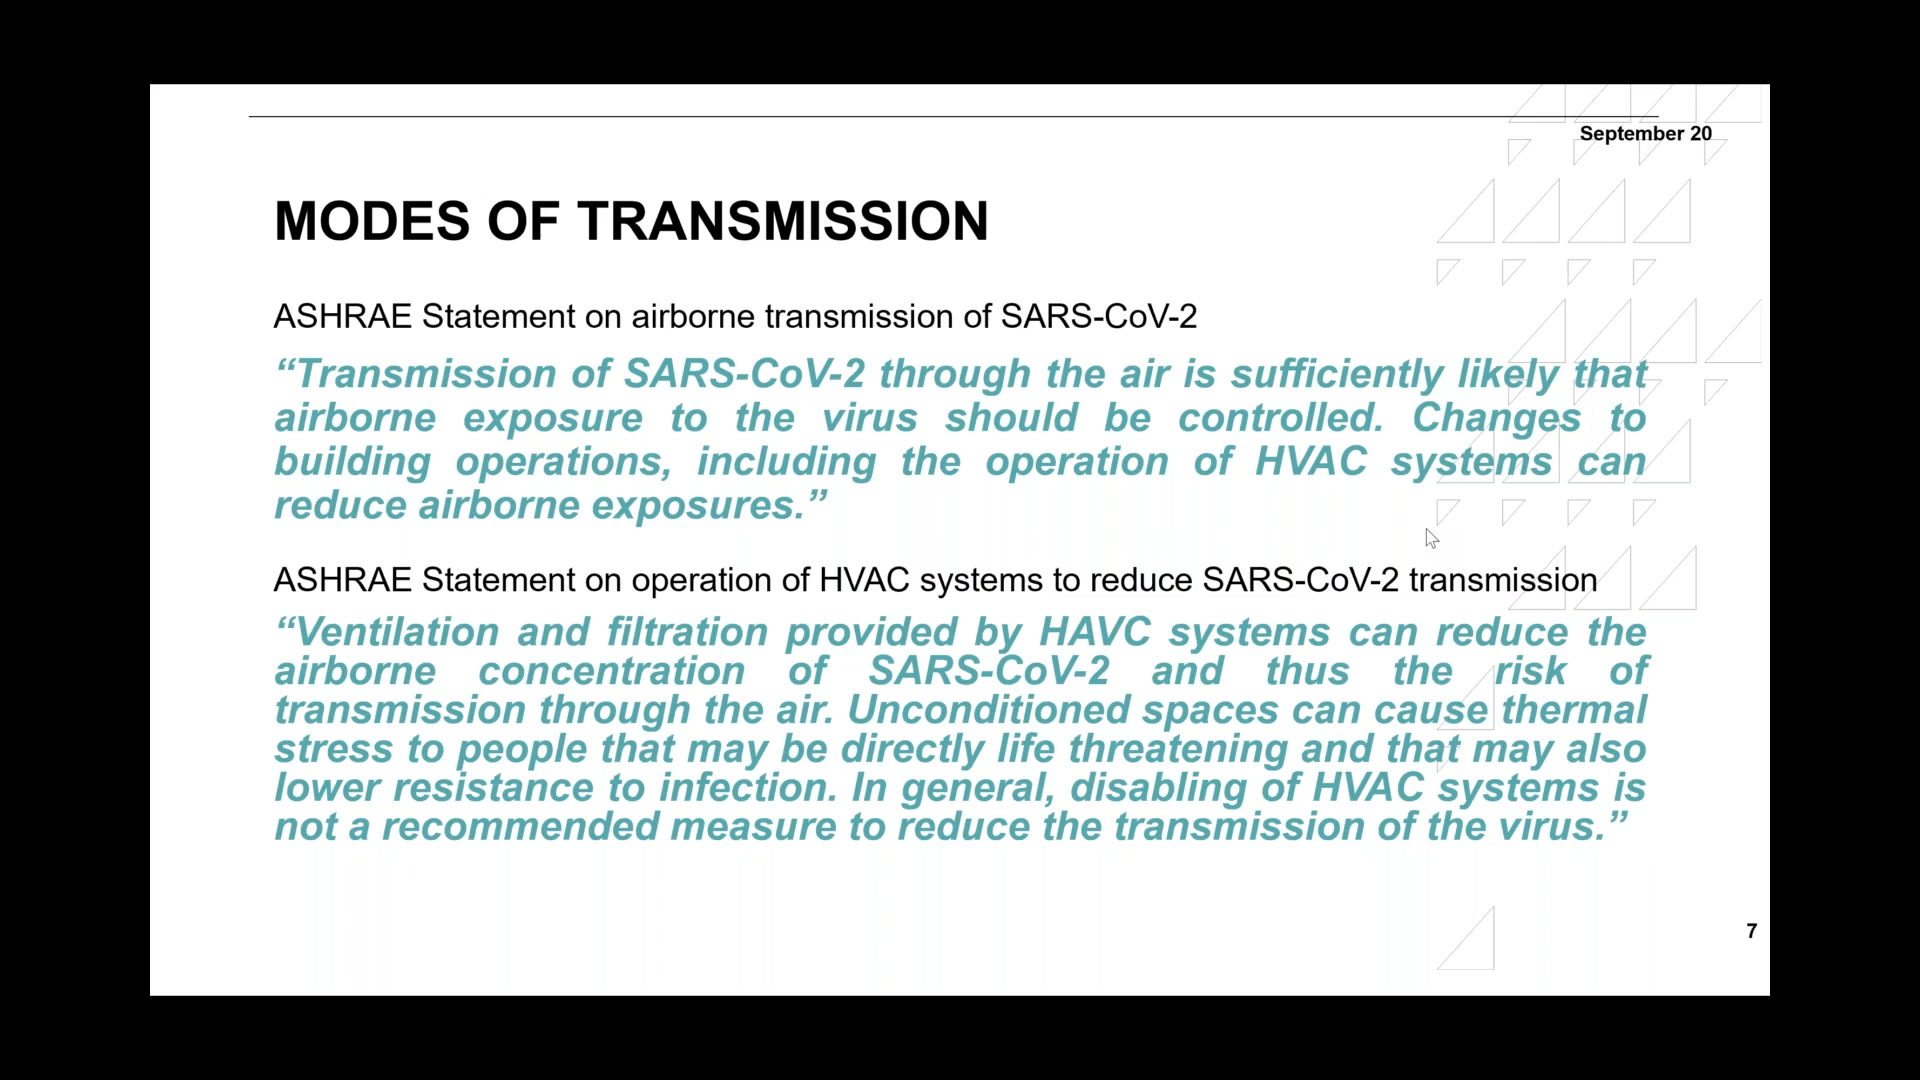 September 20
MODES OF TRANSMISSION
ASHRAE Statement on airborne transmission of SARS-CoV-2
“Transmission of SARS-CoV-2 through the air is sufficiently likely that
airborne exposure to the virus should be controlled. Changes to
building operations, including the operation of HVAC systems can
reduce airborne exposures.”
ASHRAE Statement on operation of HVAC systems to reduce SARS-CoV-2 transmission
“Ventilation and filtration provided by HAVC systems can reduce the
airborne concentration of SARS-CoV-2 and thus the risk of
transmission through the air. Unconditioned spaces can cause thermal
stress to people that may be directly life threatening and that may also
lower resistance to infection. In general, disabling of HVAC systems is
not a recommended measure to reduce the transmission of the virus.”
7